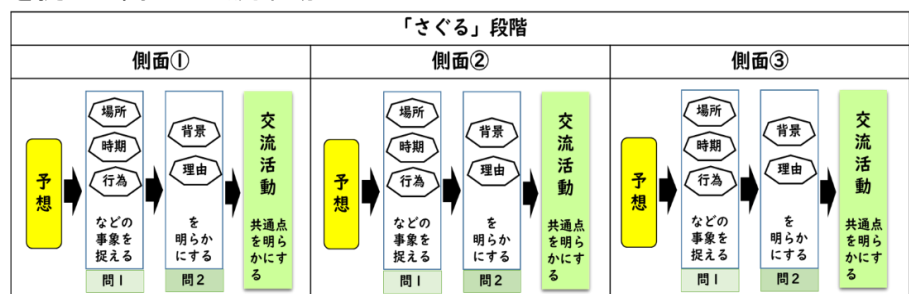 「さぐる」段階
側面①
側面②
側面③
予想
場所
時期
行為
などの
事象を
捉える
問1
背景
理由
を
明らか
にする
問2
交流活動
共通点
を明ら
かにす
る
予想
場所
時期
行為
などの
事象を
捉える
問1
背景
理由
を
明らか
にする
問2
交流活動
共通点
を明ら
かにす
る
予想
場所
時期
行為
などの
事象を
捉える
問1
背景
理由
を
明らか
にする
問2
交流活動
共通点
を明ら
かにす
る